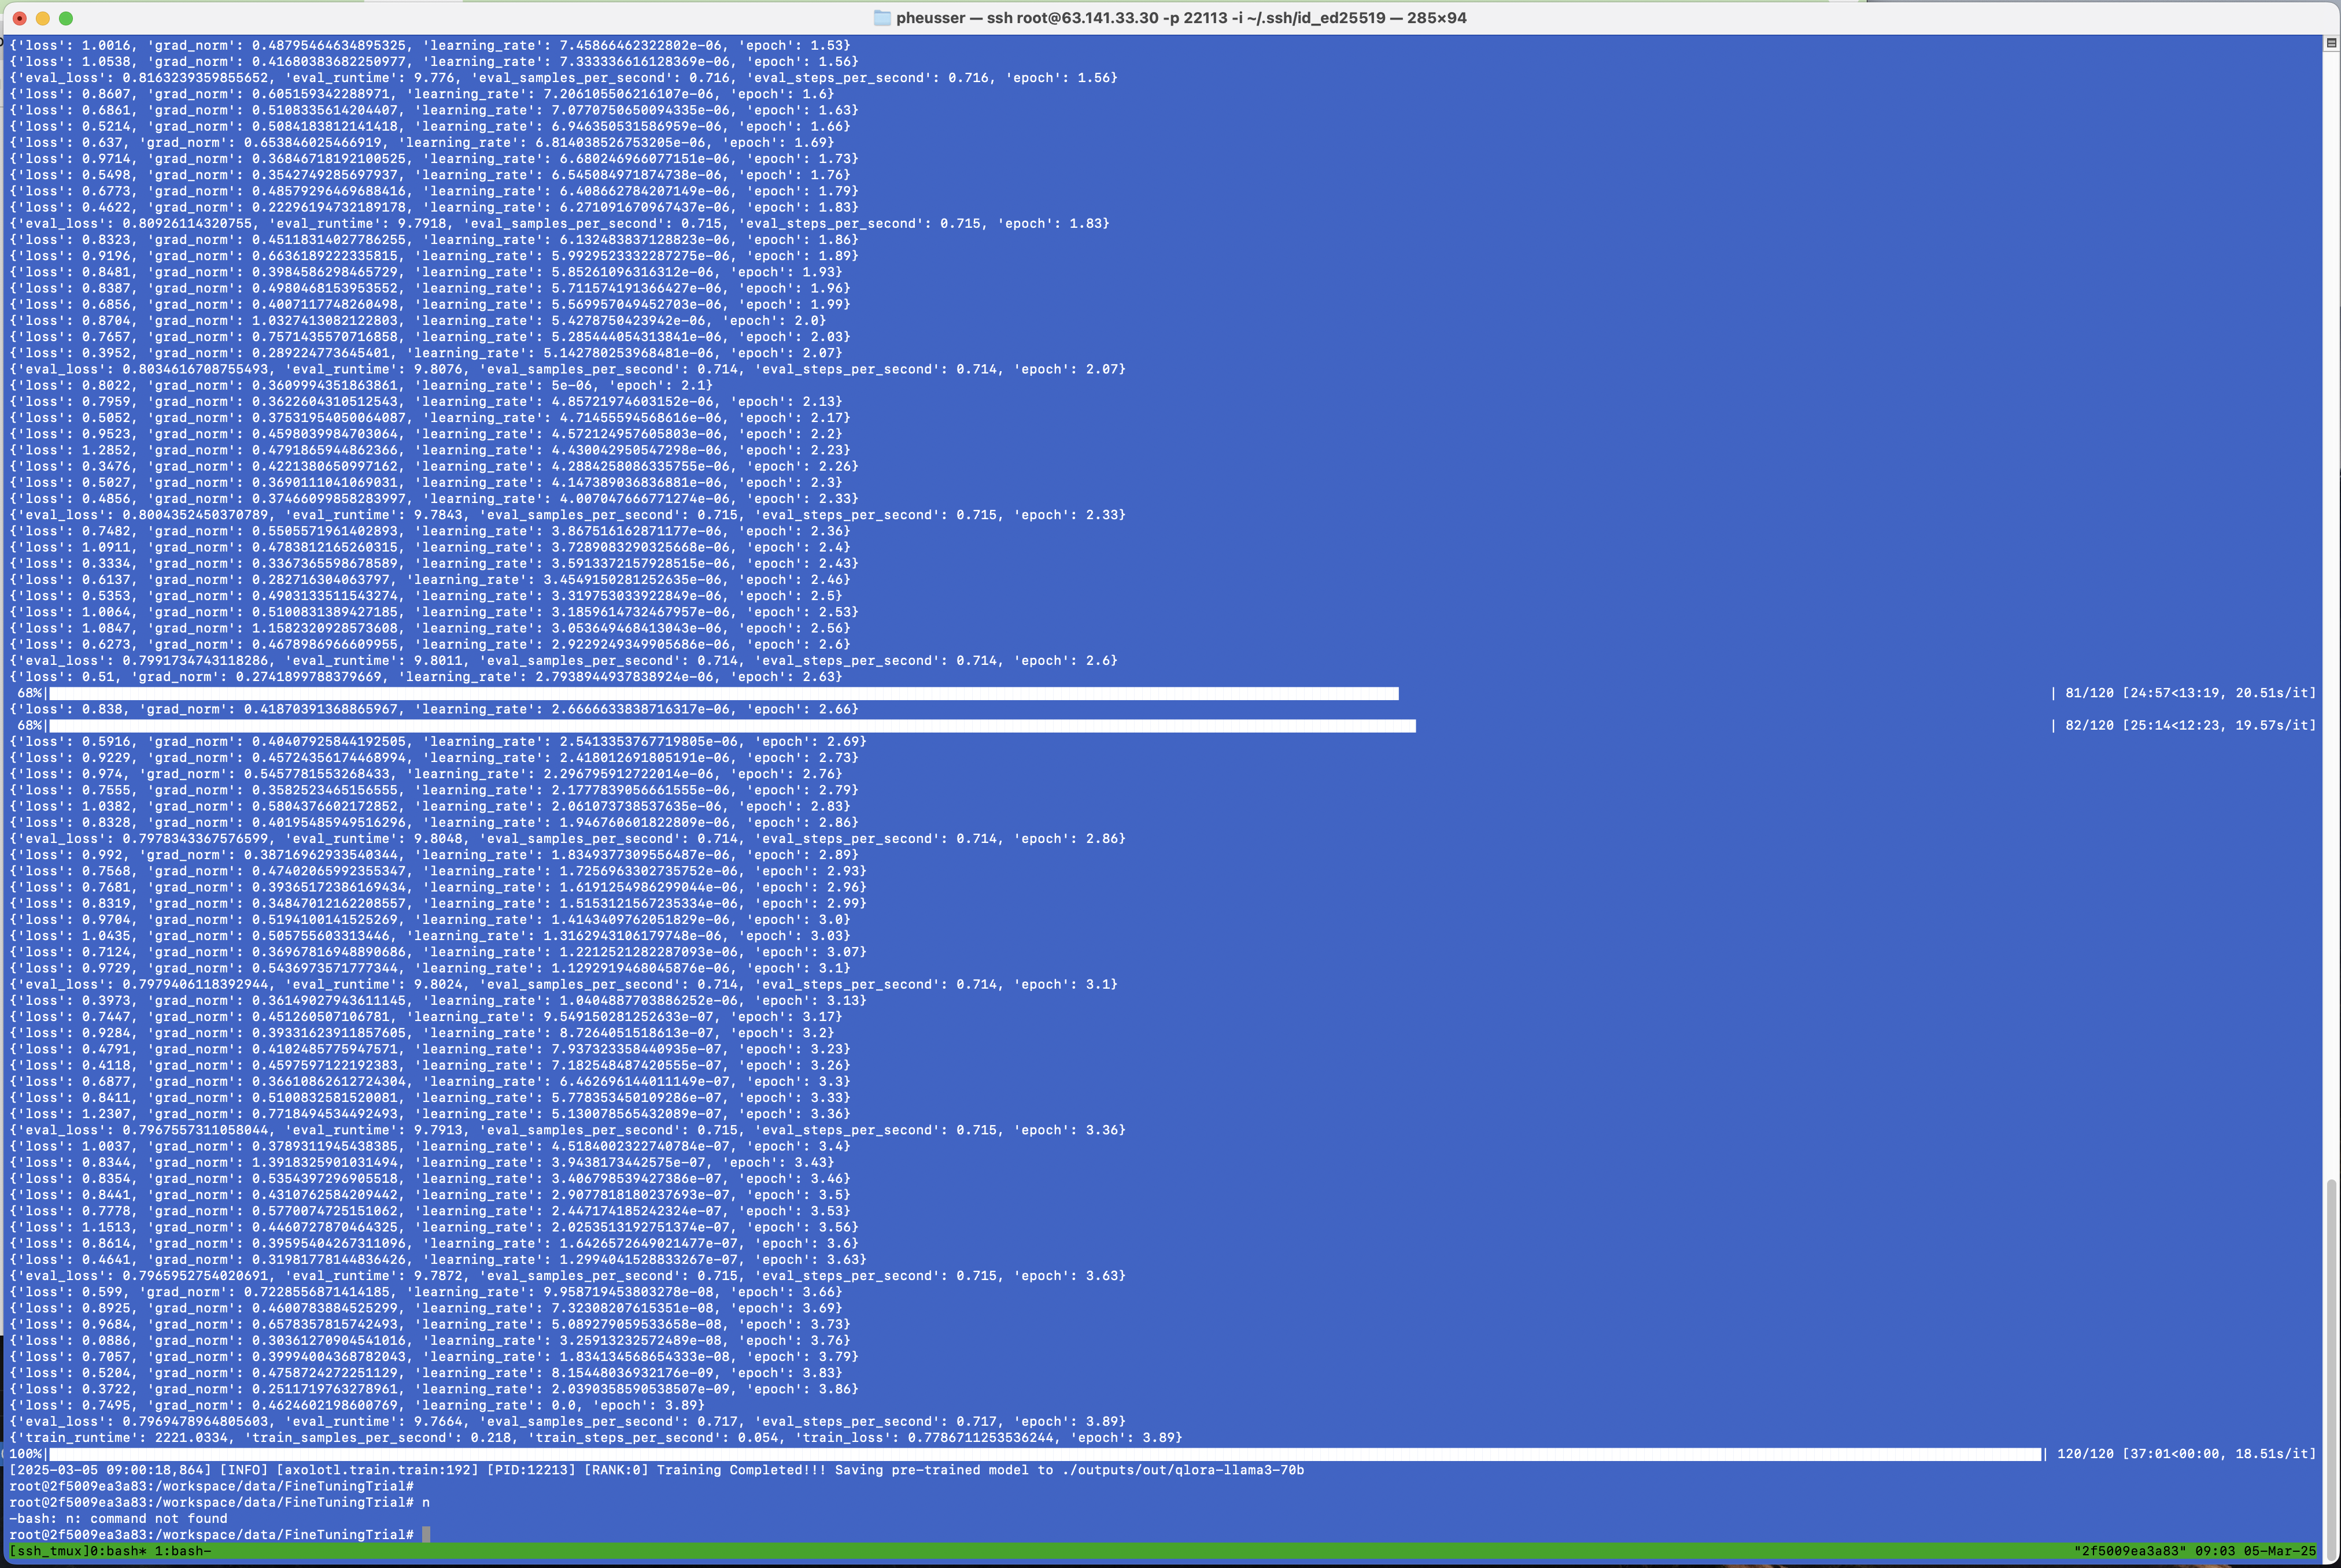 pheusser — ssh root@63.141.33.30 -p 22113 -i ~/.ssh/id_ed25519 — 285×94
{'loss': 1.0016, 'grad_norm': 0.48795464634895325, 'learning_rate': 7.45866462322802e-06, 'epoch': 1.53}
{'loss': 1.0538, 'grad_norm': 0.41680383682250977, 'learning_rate': 7.333336616128369e-06, 'epoch': 1.56}
{'eval_loss': 0.8163239359855652, 'eval_runtime': 9.776, 'eval_samples_per_second': 0.716, 'eval_steps_per_second': 0.716, 'epoch': 1.56}
{'loss': 0.8607, 'grad_norm': 0.605159342288971, 'learning_rate': 7.206105506216107e-06, 'epoch': 1.6}
{'loss': 0.6861, 'grad_norm': 0.5108335614204407, 'learning_rate': 7.0770750650094335e-06, 'epoch': 1.63}
{'loss': 0.5214, 'grad_norm': 0.5084183812141418, 'learning_rate': 6.946350531586959e-06, 'epoch': 1.66}
{'loss': 0.637, 'grad_norm': 0.653846025466919, 'learning_rate': 6.814038526753205e-06, 'epoch': 1.69}
{'loss': 0.9714, 'grad_norm': 0.36846718192100525, 'learning_rate': 6.680246966077151e-06, 'epoch': 1.73}
{'loss': 0.5498, 'grad_norm': 0.3542749285697937, 'learning_rate': 6.545084971874738e-06, 'epoch': 1.76}
{'loss': 0.6773, 'grad_norm': 0.48579296469688416, 'learning_rate': 6.408662784207149e-06, 'epoch': 1.79}
{'loss': 0.4622, 'grad_norm': 0.22296194732189178, 'learning_rate': 6.271091670967437e-06, 'epoch': 1.83}
{'eval_loss': 0.80926114320755, 'eval_runtime': 9.7918, 'eval_samples_per_second': 0.715, 'eval_steps_per_second': 0.715, 'epoch': 1.83}
{'loss': 0.8323, 'grad_norm': 0.45118314027786255, 'learning_rate': 6.132483837128823e-06, 'epoch': 1.86}
{'loss': 0.9196, 'grad_norm': 0.6636189222335815, 'learning_rate': 5.9929523332287275e-06, 'epoch': 1.89}
{'loss': 0.8481, 'grad_norm': 0.3984586298465729, 'learning_rate': 5.85261096316312e-06, 'epoch': 1.93}
{'loss': 0.8387, 'grad_norm': 0.4980468153953552, 'learning_rate': 5.711574191366427e-06, 'epoch': 1.96}
{'loss': 0.6856, 'grad_norm': 0.4007117748260498, 'learning_rate': 5.569957049452703e-06, 'epoch': 1.99}
{'loss': 0.8704, 'grad_norm': 1.0327413082122803, 'learning_rate': 5.4278750423942e-06, 'epoch': 2.0}
{'loss': 0.7657, 'grad_norm': 0.7571435570716858, 'learning_rate': 5.285544054313841e-06, 'epoch': 2.03}
{'loss': 0.3952, 'grad_norm': 0.289224773645401, 'learning_rate': 5.142780253968481e-06, 'epoch': 2.07}
{'eval_loss': 0.8034616708755493, 'eval_runtime': 9.8076, 'eval_samples_per_second': 0.714, 'eval_steps_per_second': 0.714, 'epoch': 2.07}
{'loss': 0.8022, 'grad_norm': 0.3609994351863861, 'learning_rate': 5e-06, 'epoch': 2.1}
{'loss': 0.7959, 'grad_norm': 0.3622604310512543, 'learning_rate': 4.85721974603152e-06, 'epoch': 2.13}
{'loss': 0.5052, 'grad_norm': 0.37531954050064087, 'learning_rate': 4.71455594568616e-06, 'epoch': 2.17}
{'loss': 0.9523, 'grad_norm': 0.4598039984703064, 'learning_rate': 4.572124957605803e-06, 'epoch': 2.2}
{'loss': 1.2852, 'grad_norm': 0.4791865944862366, 'learning_rate': 4.430042950547298e-06, 'epoch': 2.23}
{'loss': 0.3476, 'grad_norm': 0.4221380650997162, 'learning_rate': 4.2884258086335755e-06, 'epoch': 2.26}
{'loss': 0.5027, 'grad_norm': 0.3690111041069031, 'learning_rate': 4.147389036836881e-06, 'epoch': 2.3}
{'loss': 0.4856, 'grad_norm': 0.37466099858283997, 'learning_rate': 4.007047666771274e-06, 'epoch': 2.33}
{'eval_loss': 0.8004352450370789, 'eval_runtime': 9.7843, 'eval_samples_per_second': 0.715, 'eval_steps_per_second': 0.715, 'epoch': 2.33}
{'loss': 0.7482, 'grad_norm': 0.5505571961402893, 'learning_rate': 3.867516162871177e-06, 'epoch': 2.36}
{'loss': 1.0911, 'grad_norm': 0.4783812165260315, 'learning_rate': 3.7289083290325668e-06, 'epoch': 2.4}
{'loss': 0.3334, 'grad_norm': 0.3367365598678589, 'learning_rate': 3.5913372157928515e-06, 'epoch': 2.43}
{'loss': 0.6137, 'grad_norm': 0.282716304063797, 'learning_rate': 3.4549150281252635e-06, 'epoch': 2.46}
{'loss': 0.5353, 'grad_norm': 0.4903133511543274, 'learning_rate': 3.319753033922849e-06, 'epoch': 2.5}
{'loss': 1.0064, 'grad_norm': 0.5100831389427185, 'learning_rate': 3.1859614732467957e-06, 'epoch': 2.53}
{'loss': 1.0847, 'grad_norm': 1.1582320928573608, 'learning_rate': 3.053649468413043e-06, 'epoch': 2.56}
{'loss': 0.6273, 'grad_norm': 0.4678986966609955, 'learning_rate': 2.9229249349905686e-06, 'epoch': 2.6}
{'eval_loss': 0.7991734743118286, 'eval_runtime': 9.8011, 'eval_samples_per_second': 0.714, 'eval_steps_per_second': 0.714, 'epoch': 2.6}
{'loss': 0.51, 'grad_norm': 0.2741899788379669, 'learning_rate': 2.7938944937838924e-06, 'epoch': 2.63}
68%| | 81/120 [24:57<13:19, 20.51s/it]
{'loss': 0.838, 'grad_norm': 0.41870391368865967, 'learning_rate': 2.6666633838716317e-06, 'epoch': 2.66}
68%| | 82/120 [25:14<12:23, 19.57s/it]
{'loss': 0.5916, 'grad_norm': 0.40407925844192505, 'learning_rate': 2.5413353767719805e-06, 'epoch': 2.69}
{'loss': 0.9229, 'grad_norm': 0.45724356174468994, 'learning_rate': 2.418012691805191e-06, 'epoch': 2.73}
{'loss': 0.974, 'grad_norm': 0.5457781553268433, 'learning_rate': 2.296795912722014e-06, 'epoch': 2.76}
{'loss': 0.7555, 'grad_norm': 0.3582523465156555, 'learning_rate': 2.1777839056661555e-06, 'epoch': 2.79}
{'loss': 1.0382, 'grad_norm': 0.5804376602172852, 'learning_rate': 2.061073738537635e-06, 'epoch': 2.83}
{'loss': 0.8328, 'grad_norm': 0.40195485949516296, 'learning_rate': 1.946760601822809e-06, 'epoch': 2.86}
{'eval_loss': 0.7978343367576599, 'eval_runtime': 9.8048, 'eval_samples_per_second': 0.714, 'eval_steps_per_second': 0.714, 'epoch': 2.86}
{'loss': 0.992, 'grad_norm': 0.38716962933540344, 'learning_rate': 1.8349377309556487e-06, 'epoch': 2.89}
{'loss': 0.7568, 'grad_norm': 0.47402065992355347, 'learning_rate': 1.7256963302735752e-06, 'epoch': 2.93}
{'loss': 0.7681, 'grad_norm': 0.39365172386169434, 'learning_rate': 1.6191254986299044e-06, 'epoch': 2.96}
{'loss': 0.8319, 'grad_norm': 0.34847012162208557, 'learning_rate': 1.5153121567235334e-06, 'epoch': 2.99}
{'loss': 0.9704, 'grad_norm': 0.5194100141525269, 'learning_rate': 1.4143409762051829e-06, 'epoch': 3.0}
{'loss': 1.0435, 'grad_norm': 0.505755603313446, 'learning_rate': 1.3162943106179748e-06, 'epoch': 3.03}
{'loss': 0.7124, 'grad_norm': 0.36967816948890686, 'learning_rate': 1.2212521282287093e-06, 'epoch': 3.07}
{'loss': 0.9729, 'grad_norm': 0.5436973571777344, 'learning_rate': 1.1292919468045876e-06, 'epoch': 3.1}
{'eval_loss': 0.7979406118392944, 'eval_runtime': 9.8024, 'eval_samples_per_second': 0.714, 'eval_steps_per_second': 0.714, 'epoch': 3.1}
{'loss': 0.3973, 'grad_norm': 0.36149027943611145, 'learning_rate': 1.0404887703886252e-06, 'epoch': 3.13}
{'loss': 0.7447, 'grad_norm': 0.451260507106781, 'learning_rate': 9.549150281252633e-07, 'epoch': 3.17}
{'loss': 0.9284, 'grad_norm': 0.39331623911857605, 'learning_rate': 8.7264051518613e-07, 'epoch': 3.2}
{'loss': 0.4791, 'grad_norm': 0.4102485775947571, 'learning_rate': 7.937323358440935e-07, 'epoch': 3.23}
{'loss': 0.4118, 'grad_norm': 0.4597597122192383, 'learning_rate': 7.182548487420555e-07, 'epoch': 3.26}
{'loss': 0.6877, 'grad_norm': 0.36610862612724304, 'learning_rate': 6.462696144011149e-07, 'epoch': 3.3}
{'loss': 0.8411, 'grad_norm': 0.5100832581520081, 'learning_rate': 5.778353450109286e-07, 'epoch': 3.33}
{'loss': 1.2307, 'grad_norm': 0.7718494534492493, 'learning_rate': 5.130078565432089e-07, 'epoch': 3.36}
{'eval_loss': 0.7967557311058044, 'eval_runtime': 9.7913, 'eval_samples_per_second': 0.715, 'eval_steps_per_second': 0.715, 'epoch': 3.36}
{'loss': 1.0037, 'grad_norm': 0.3789311945438385, 'learning_rate': 4.5184002322740784e-07, 'epoch': 3.4}
{'loss': 0.8344, 'grad_norm': 1.3918325901031494, 'learning_rate': 3.9438173442575e-07, 'epoch': 3.43}
{'loss': 0.8354, 'grad_norm': 0.5354397296905518, 'learning_rate': 3.406798539427386e-07, 'epoch': 3.46}
{'loss': 0.8441, 'grad_norm': 0.4310762584209442, 'learning_rate': 2.9077818180237693e-07, 'epoch': 3.5}
{'loss': 0.7778, 'grad_norm': 0.5770074725151062, 'learning_rate': 2.447174185242324e-07, 'epoch': 3.53}
{'loss': 1.1513, 'grad_norm': 0.4460727870464325, 'learning_rate': 2.0253513192751374e-07, 'epoch': 3.56}
{'loss': 0.8614, 'grad_norm': 0.39595404267311096, 'learning_rate': 1.6426572649021477e-07, 'epoch': 3.6}
{'loss': 0.4641, 'grad_norm': 0.31981778144836426, 'learning_rate': 1.2994041528833267e-07, 'epoch': 3.63}
{'eval_loss': 0.7965952754020691, 'eval_runtime': 9.7872, 'eval_samples_per_second': 0.715, 'eval_steps_per_second': 0.715, 'epoch': 3.63}
{'loss': 0.599, 'grad_norm': 0.7228556871414185, 'learning_rate': 9.958719453803278e-08, 'epoch': 3.66}
{'loss': 0.8925, 'grad_norm': 0.4600783884525299, 'learning_rate': 7.32308207615351e-08, 'epoch': 3.69}
{'loss': 0.9684, 'grad_norm': 0.6578357815742493, 'learning_rate': 5.089279059533658e-08, 'epoch': 3.73}
{'loss': 0.0886, 'grad_norm': 0.30361270904541016, 'learning_rate': 3.25913232572489e-08, 'epoch': 3.76}
{'loss': 0.7057, 'grad_norm': 0.39994004368782043, 'learning_rate': 1.834134568654333e-08, 'epoch': 3.79}
{'loss': 0.5204, 'grad_norm': 0.4758724272251129, 'learning_rate': 8.15448036932176e-09, 'epoch': 3.83}
{'loss': 0.3722, 'grad_norm': 0.2511719763278961, 'learning_rate': 2.0390358590538507e-09, 'epoch': 3.86}
{'loss': 0.7495, 'grad_norm': 0.4624602198600769, 'learning_rate': 0.0, 'epoch': 3.89}
{'eval_loss': 0.7969478964805603, 'eval_runtime': 9.7664, 'eval_samples_per_second': 0.717, 'eval_steps_per_second': 0.717, 'epoch': 3.89}
{'train_runtime': 2221.0334, 'train_samples_per_second': 0.218, 'train_steps_per_second': 0.054, 'train_loss': 0.7786711253536244, 'epoch': 3.89}
100%| | 120/120 [37:01<00:00, 18.51s/it]
[2025-03-05 09:00:18,864] [INFO] [axolotl.train.train:192] [PID:12213] [RANK:0] Training Completed!!! Saving pre-trained model to ./outputs/out/qlora-llama3-70b
root@2f5009ea3a83:/workspace/data/FineTuningTrial#
root@2f5009ea3a83:/workspace/data/FineTuningTrial# n
-bash: n: command not found
root@2f5009ea3a83:/workspace/data/FineTuningTrial#
[ssh_tmux]0:bash* 1:bash- "2f5009ea3a83" 09:03 05-Mar-25